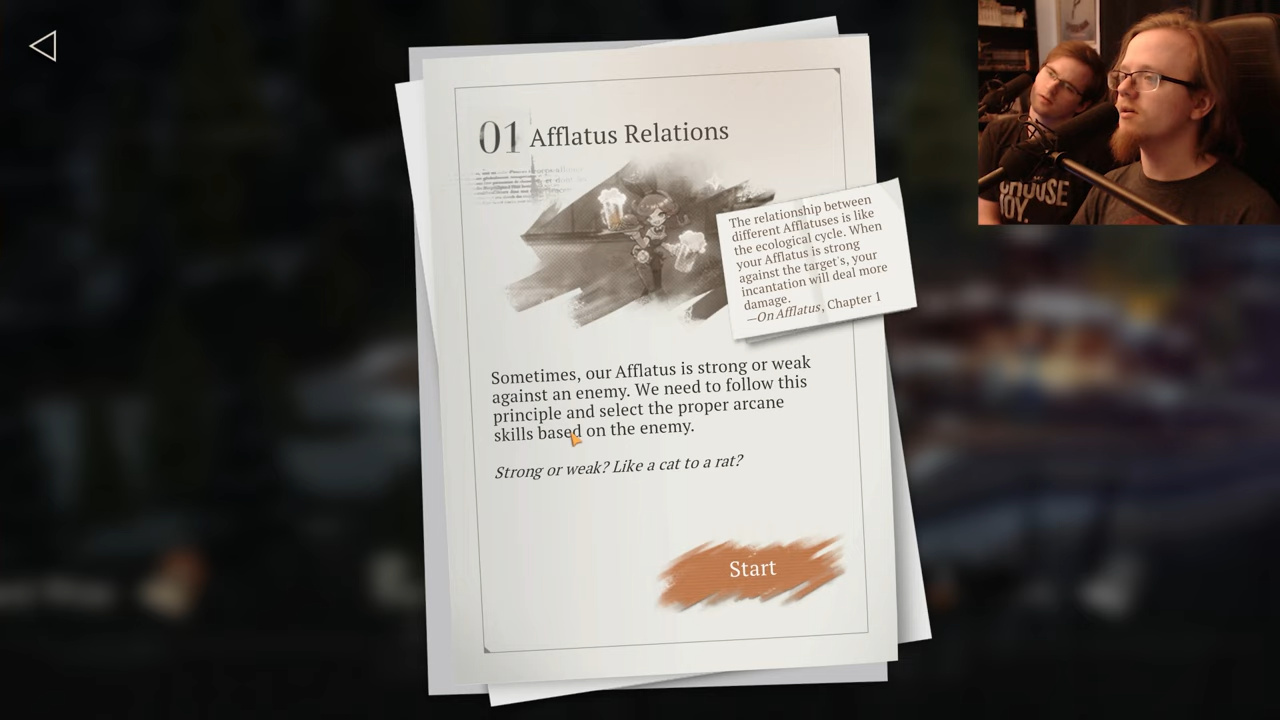 01 Afflatus Relations
The relationship between
different Afflatuses is like
the ecological cycle. When
your Afflatus is strong
against the target's, your
incantation will deal more
damage.
—On Afflatus, Chapter 1
Sometimes, our Afflatus is strong or weak
against an enemy. We need to follow this
principle and select the proper arcane
skills based on the enemy.
Strong or weak? Like a cat to a rat?
Start
JOY.